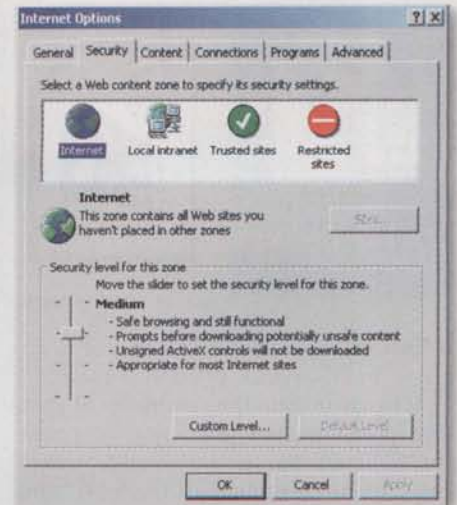 Internet Options
General Security Content Connections Programs Advanced
Select a Web content zone to specify its security settings.
Internet Local intranet Trusted sites Restricted sites
Internet
This zone contains all Web sites you
haven't placed in other zones
Sites...
Security level for this zone
Move the slider to set the security level for this zone.
Medium
- Safe browsing and still functional
- Prompts before downloading potentially unsafe content
- Unsigned ActiveX controls will not be downloaded
- Appropriate for most Internet sites
Custom Level... Default Level
OK Cancel Apply